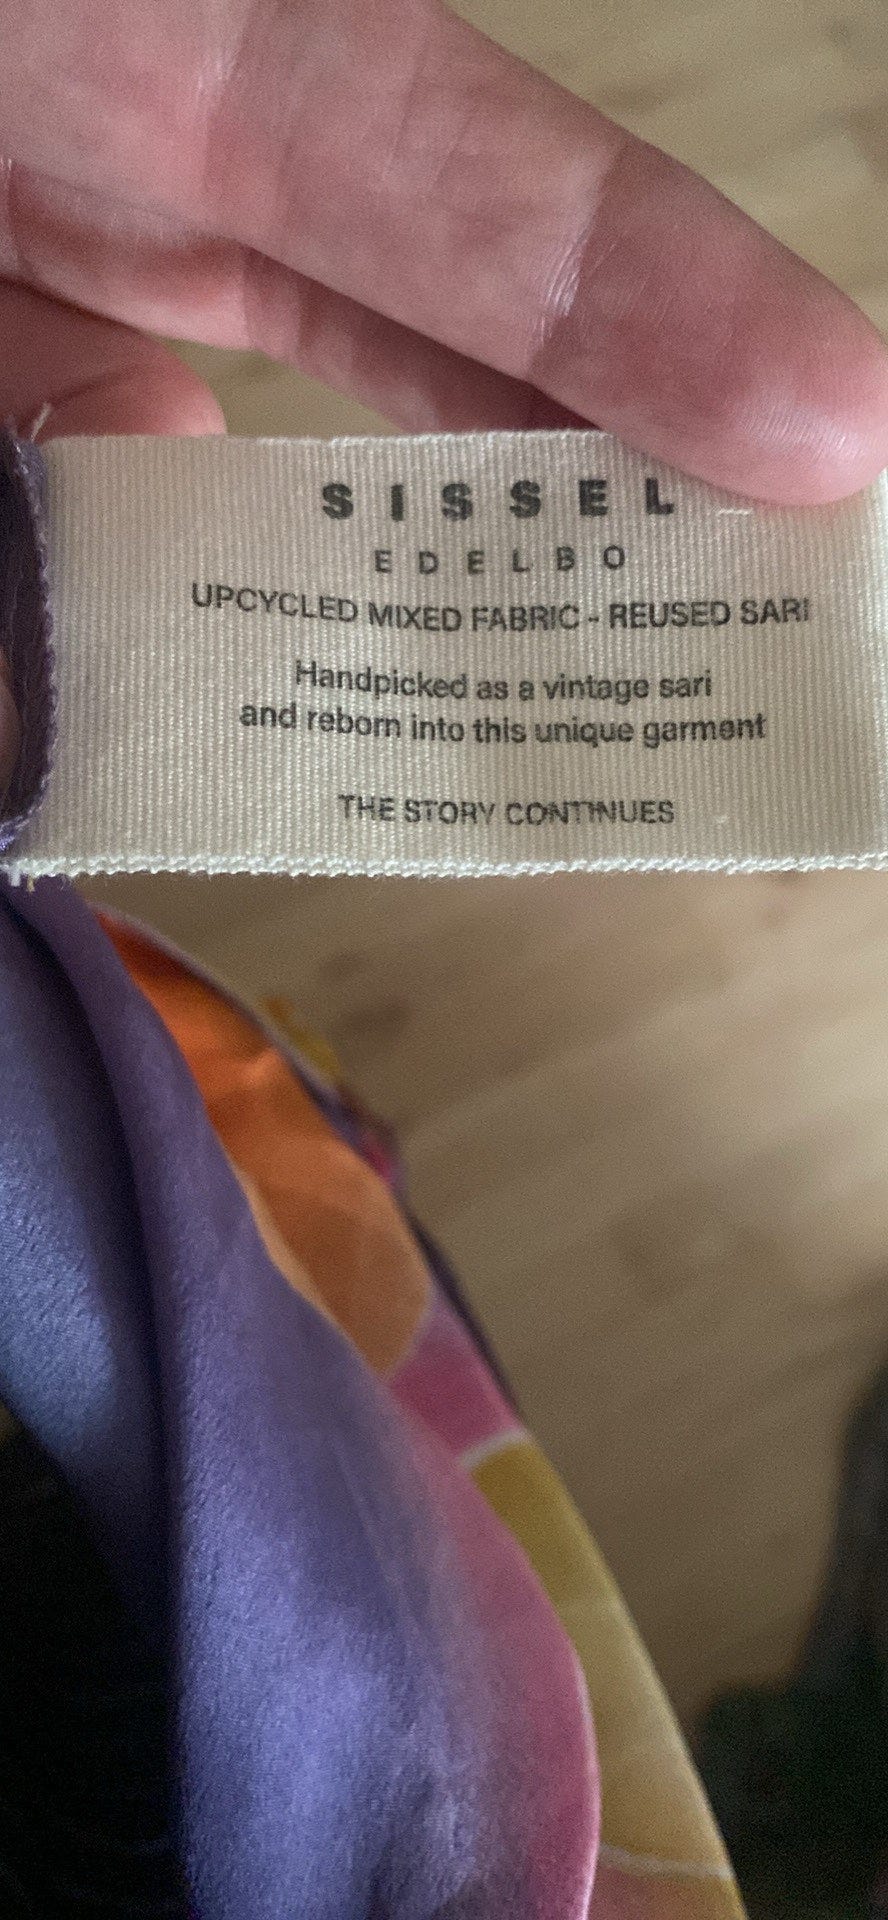 SISSEL
EDELBO
UPCYCLED MIXED FABRIC - REUSED SARI
Handpicked as a vintage sari
and reborn into this unique garment
THE STORY CONTINUES